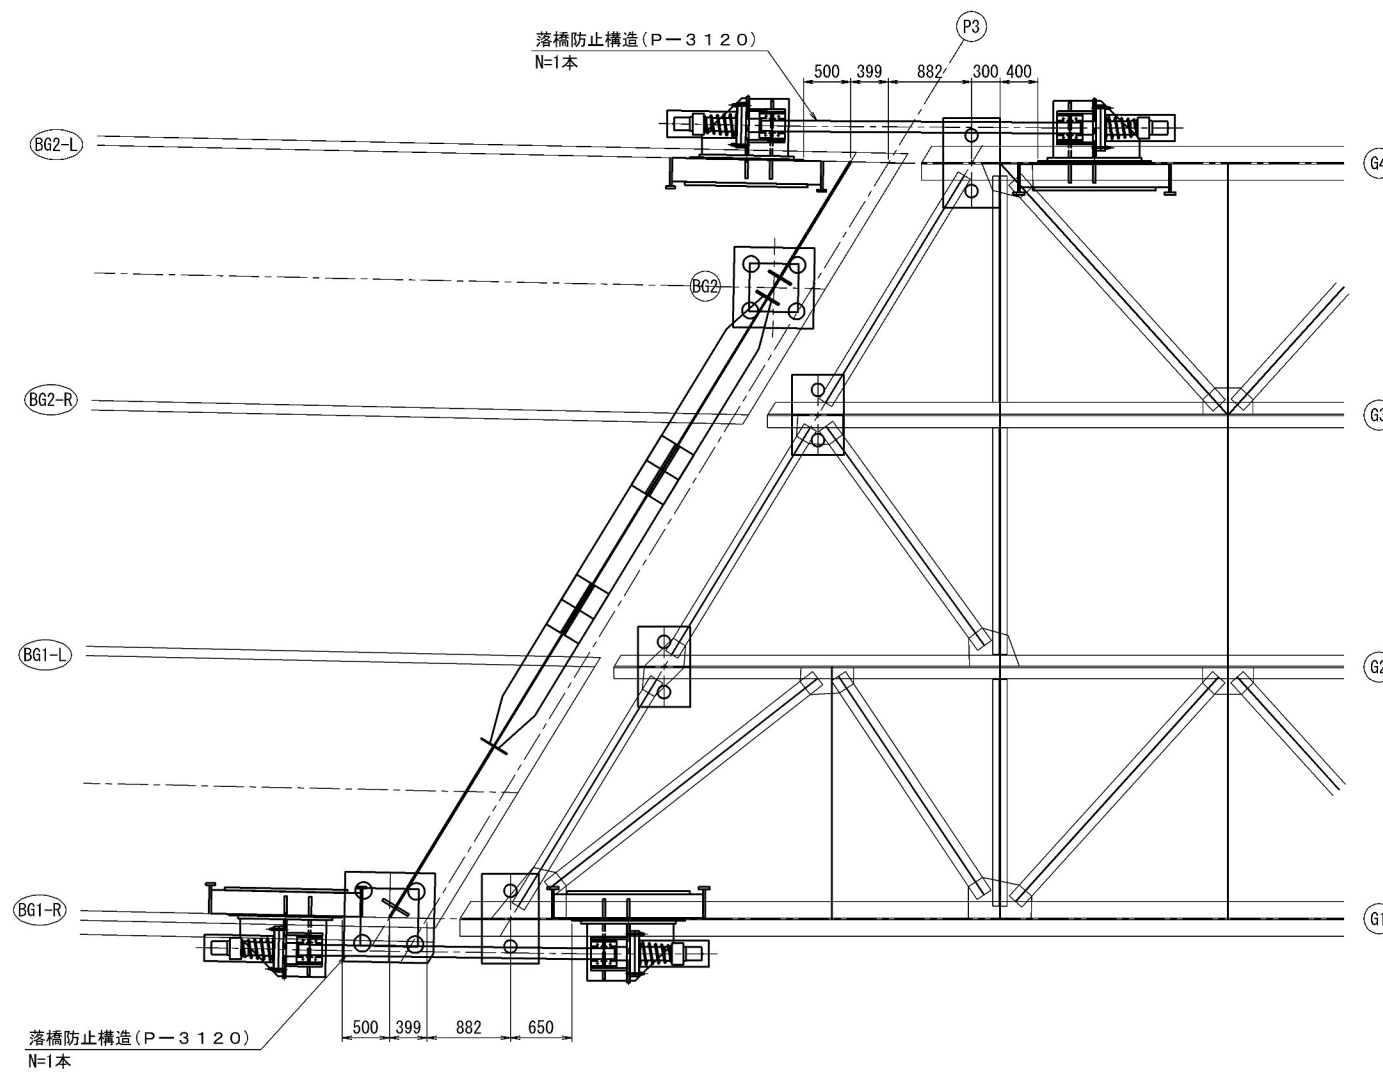 P3
落橋防止構造(P－3120)
N=1本
500 399 882 300 400
BG2-L
G4
BG2
BG2-R
G3
BG1-L
G2
BG1-R
G1
500 399 882 650
落橋防止構造(P－3120)
N=1本